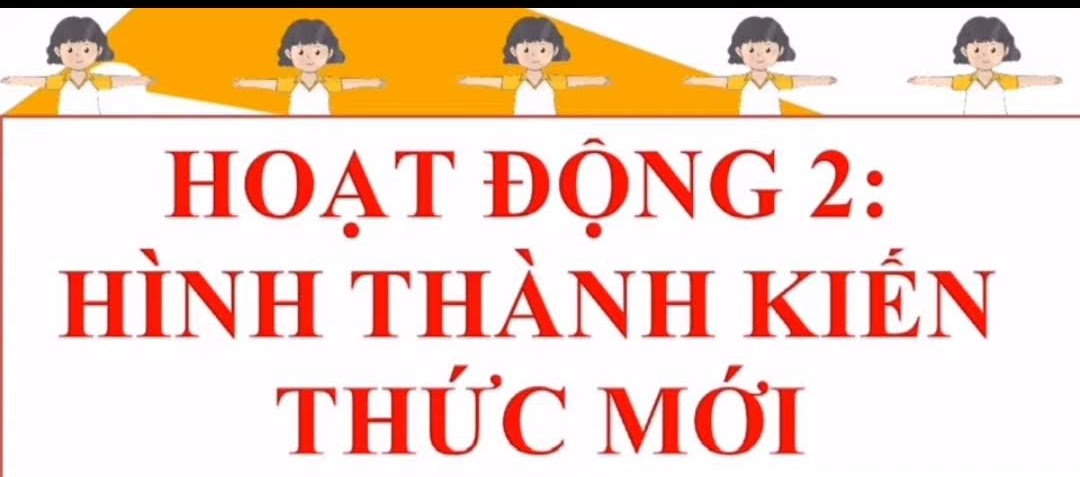 HOẠT ĐỘNG 2:
HÌNH THÀNH KIẾN
THỨC MỚI